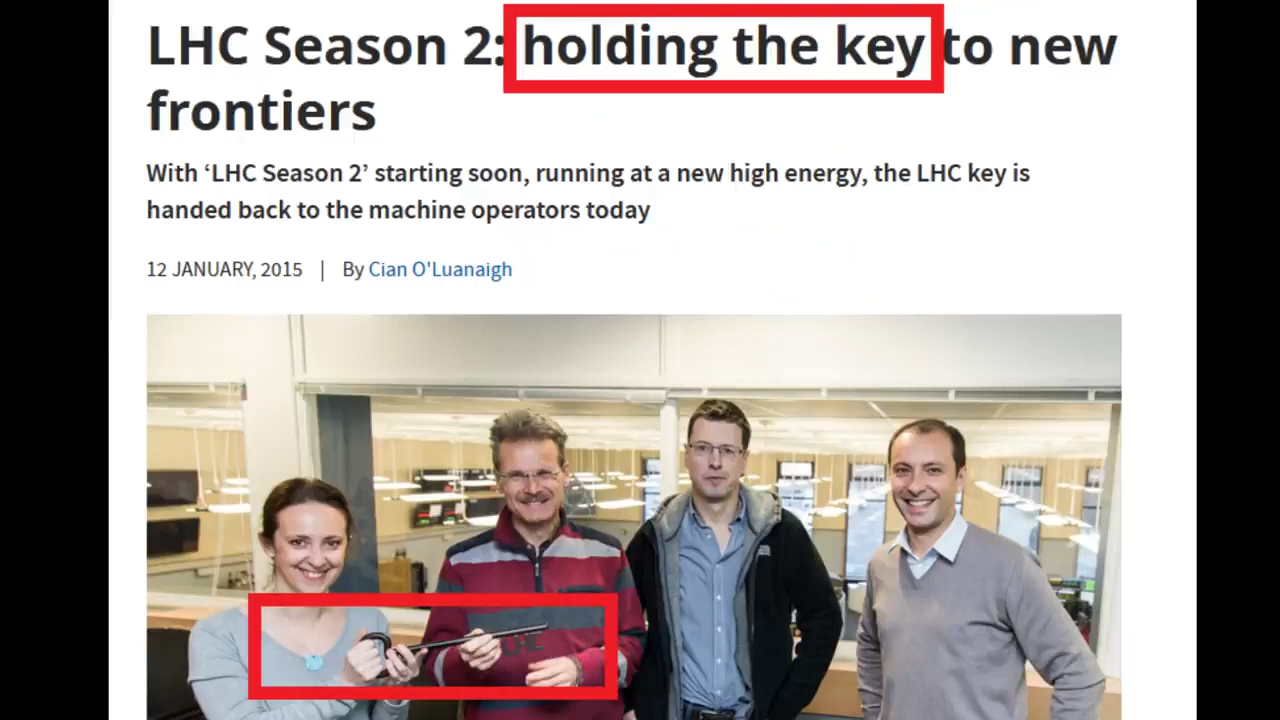 LHC Season 2: holding the key to new
frontiers
With ‘LHC Season 2’ starting soon, running at a new high energy, the LHC key is
handed back to the machine operators today
12 JANUARY, 2015 | By Cian O'Luanaigh
LHC